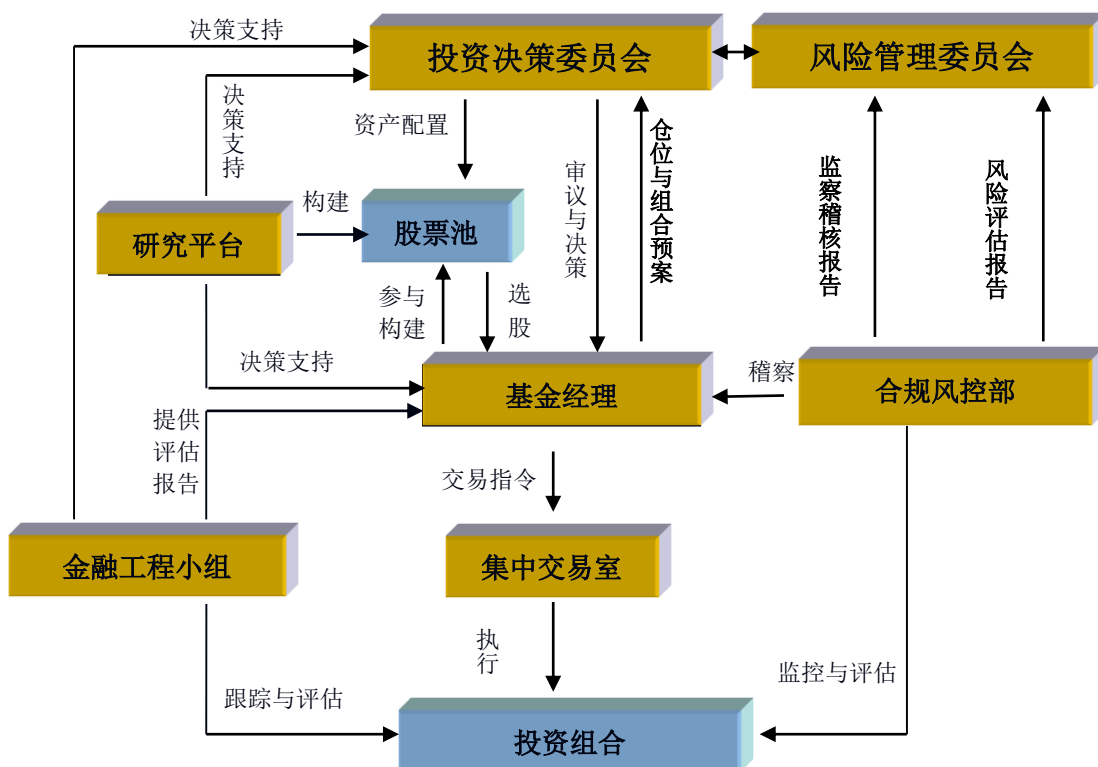 决策支持
投资决策委员会
风险管理委员会
决策支持
资产配置
审议与决策
仓位与组合预案
监察稽核报告
风险评估报告
研究平台
构建
股票池
参与
构建
选股
决策支持
基金经理
稽察
合规风控部
提供
评估
报告
交易指令
金融工程小组
集中交易室
执行
跟踪与评估
监控与评估
投资组合